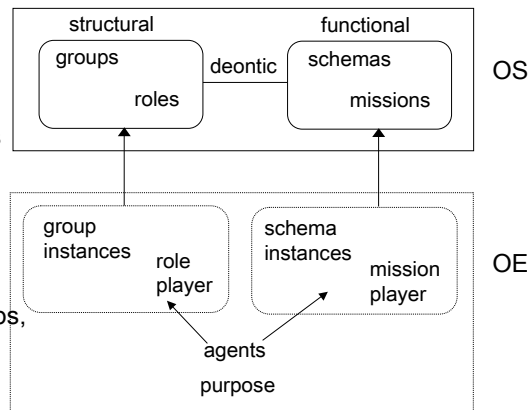 structural
functional
groups
roles
deontic
schemas
missions
OS
group
instances
role
player
schema
instances
mission
player
OE
agents
purpose